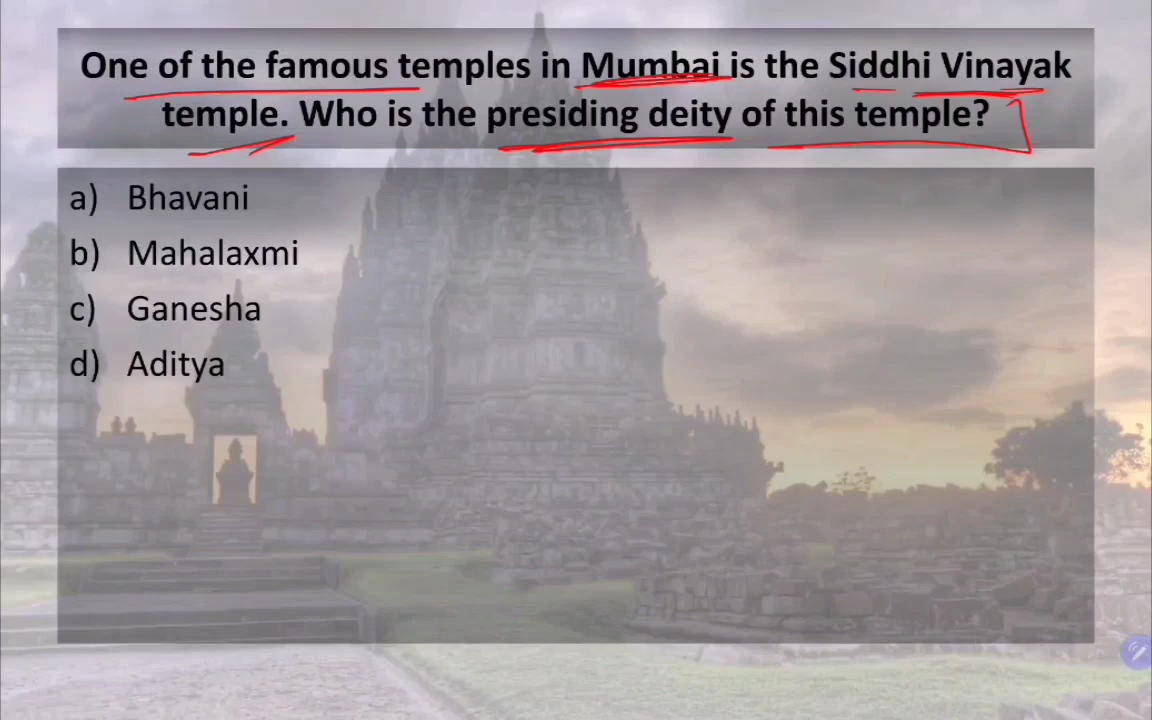 One of the famous temples in Mumbai is the Siddhi Vinayak
temple. Who is the presiding deity of this temple?
a) Bhavani
b) Mahalaxmi
c) Ganesha
d) Aditya